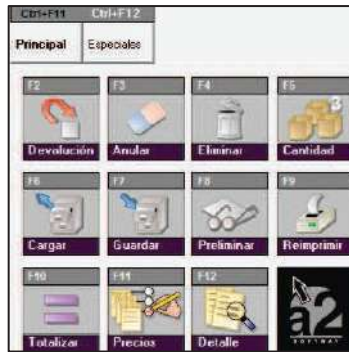 Ctrl+F11 Ctrl+F12
Principal Especiales
F2 F3 F4 F5
Devolución Anular Eliminar Cantidad
F6 F7 F8 F9
Cargar Guardar Preliminar Reimprimir
F10 F11 F12
Totalizar Precios Detalle
a2
SOFTWAY